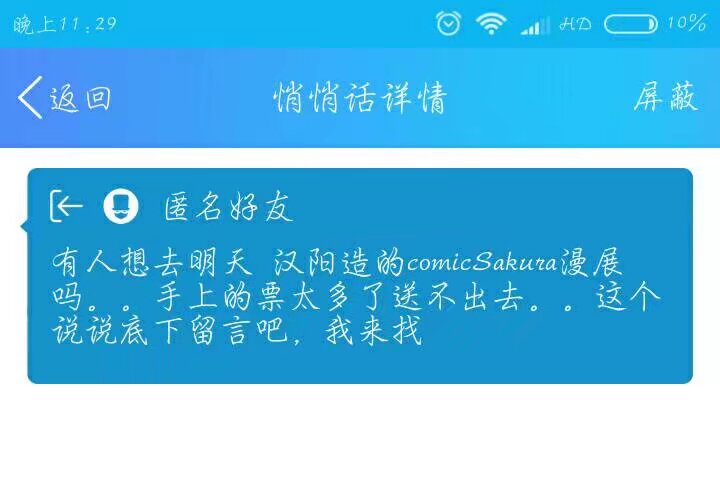 晚上11:29 HD 10%
返回 悄悄话详情 屏蔽
匿名好友
有人想去明天 汉阳造的comicSakura漫展
吗。。手上的票太多了送不出去。。这个
说说底下留言吧，我来找